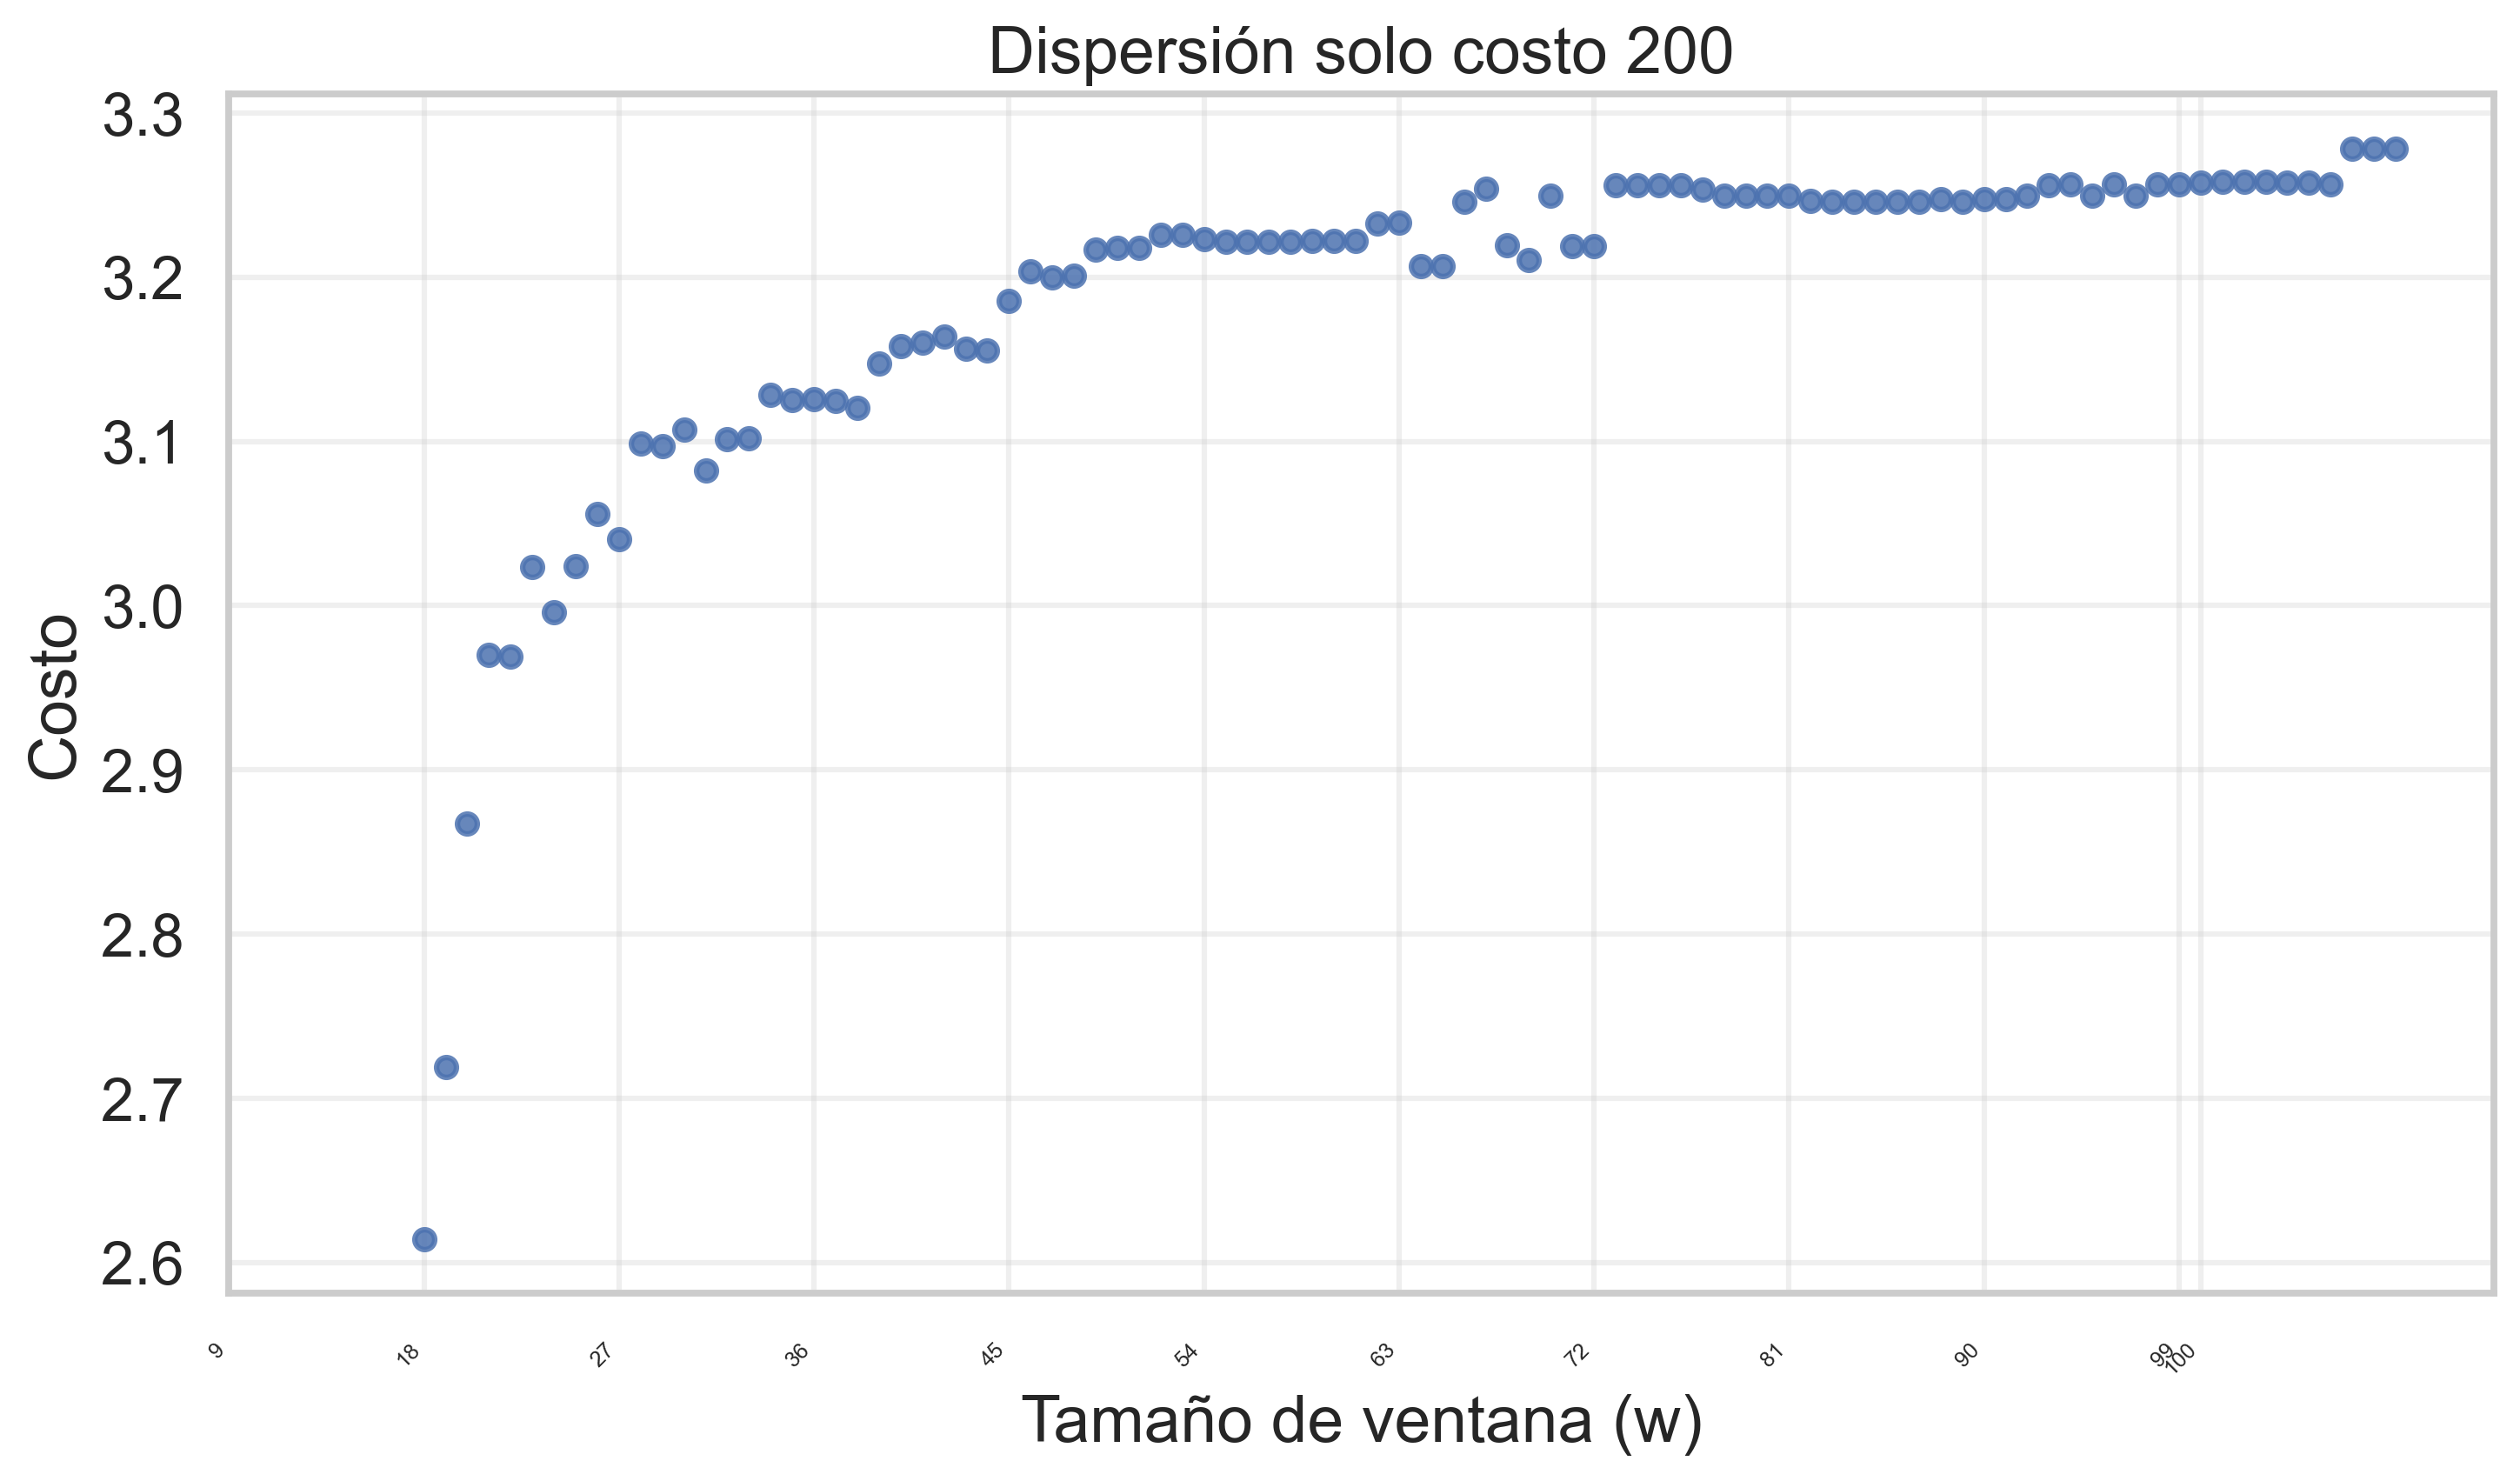 Dispersión solo costo 200
3.3
3.2
3.1
3.0
2.9
2.8
2.7
2.6
Costo
9 18 27 36 45 54 63 72 81 90 99 100
Tamaño de ventana (w)